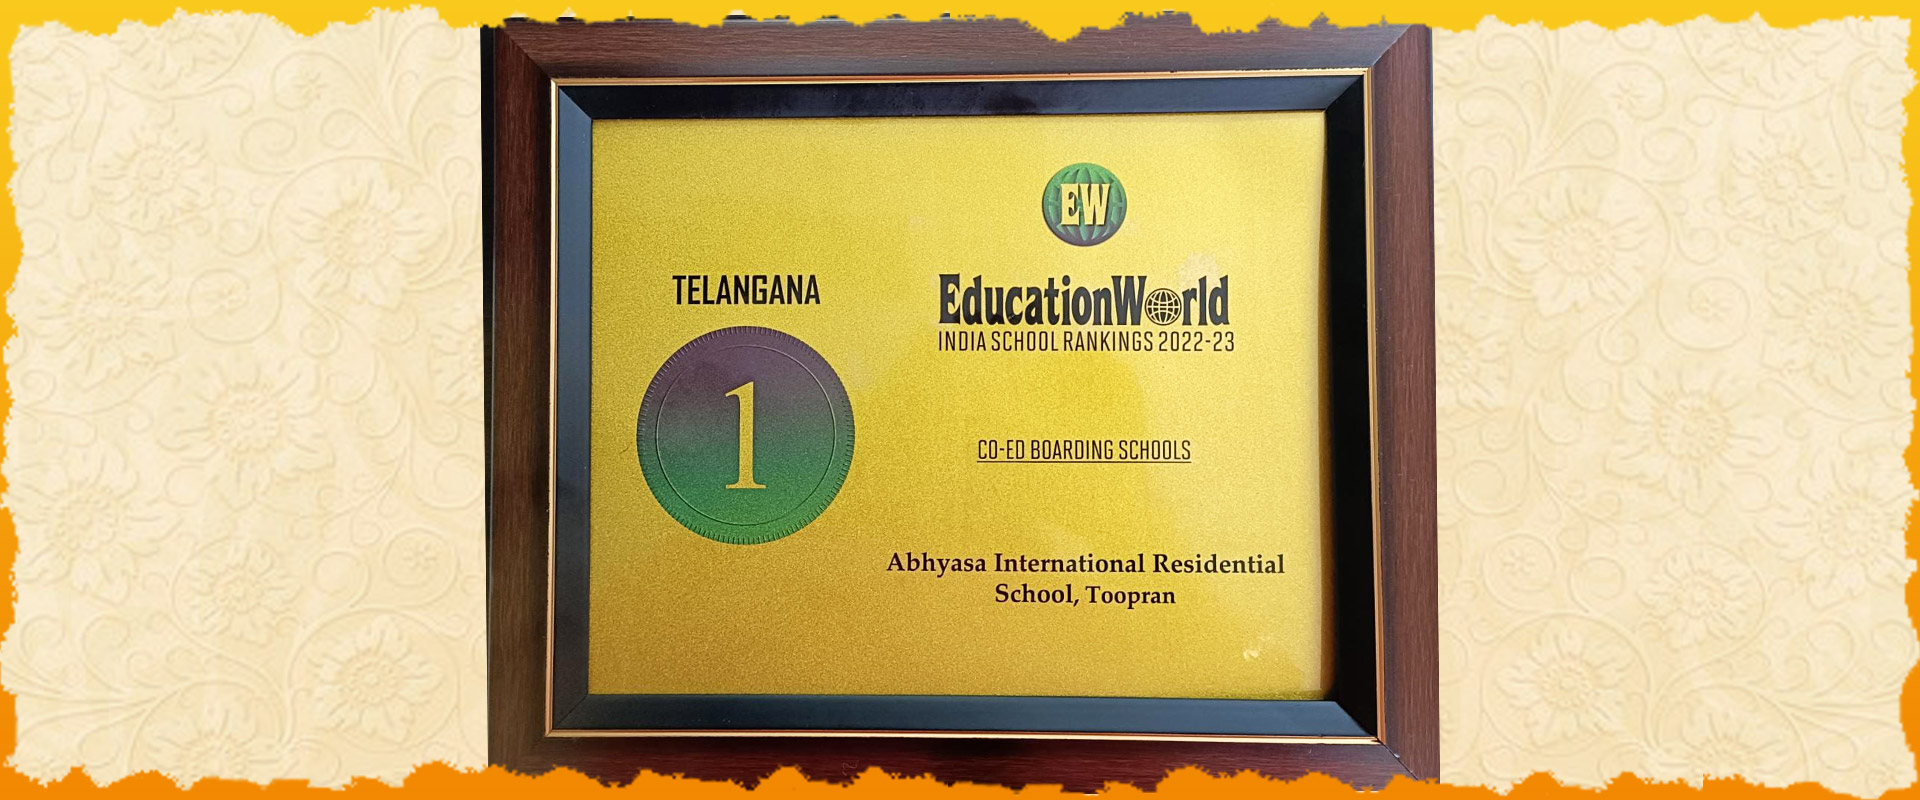 TELANGANA
1
EW
EducationWorld
INDIA SCHOOL RANKINGS 2022-23
CO-ED BOARDING SCHOOLS
Abhyasa International Residential
School, Toopran